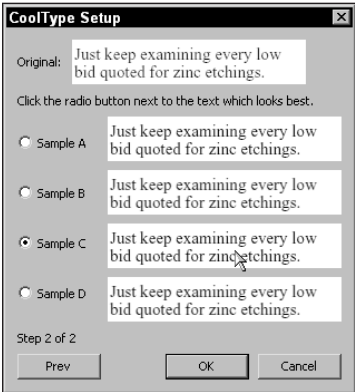 CoolType Setup
Original:
Just keep examining every low
bid quoted for zinc etchings.
Click the radio button next to the text which looks best.
Sample A
Just keep examining every low
bid quoted for zinc etchings.
Sample B
Just keep examining every low
bid quoted for zinc etchings.
Sample C
Just keep examining every low
bid quoted for zinc etchings.
Sample D
Just keep examining every low
bid quoted for zinc etchings.
Step 2 of 2
Prev
OK
Cancel